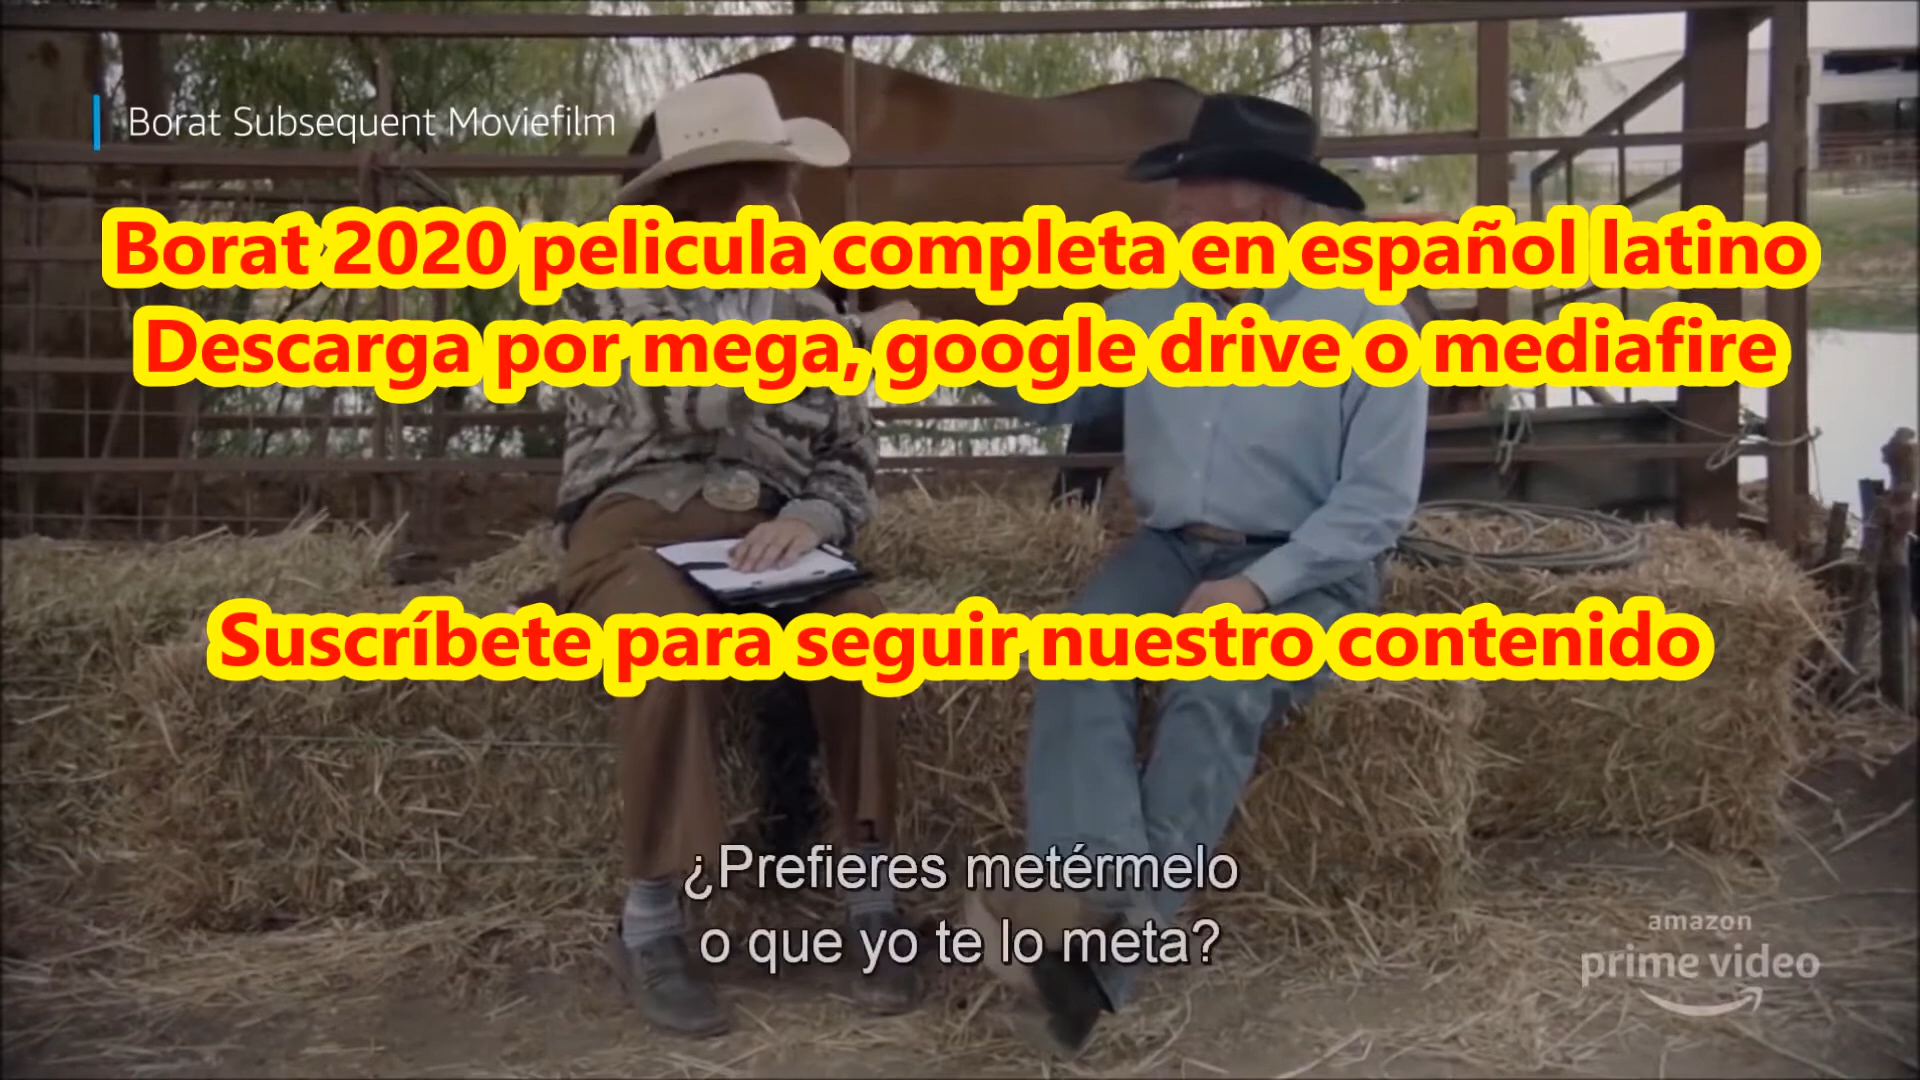 Borat Subsequent Moviefilm
Borat 2020 pelicula completa en español latino
Descarga por mega, google drive o mediafire
Suscríbete para seguir nuestro contenido
¿Prefieres metérmelo
o que yo te lo meta?
amazon
prime video